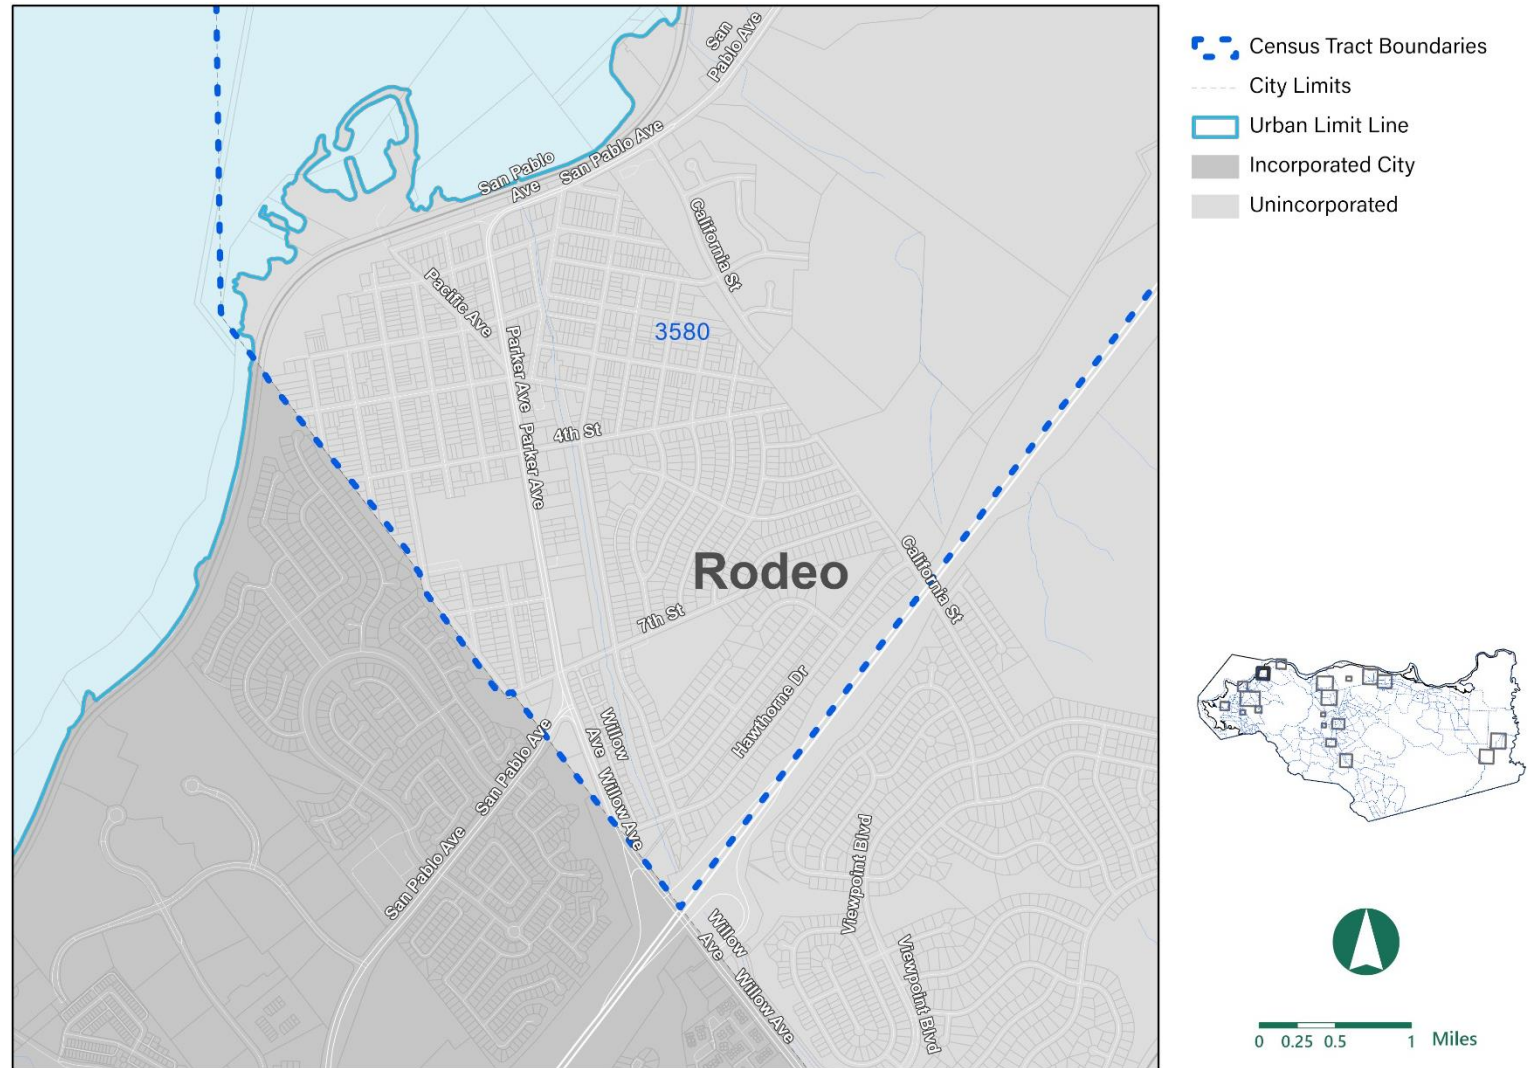 San
Pablo Ave
San Pablo
Ave
San Pablo Ave
California St
Pacific Ave
3580
Parker Ave
Parker Ave
4th St
Rodeo
California St
7th St
Hawthorne Dr
Willow
Ave
Willow Ave
San Pablo Ave
San Pablo Ave
Viewpoint Blvd
Willow
Ave
Willow Ave
Viewpoint Blvd
Census Tract Boundaries
City Limits
Urban Limit Line
Incorporated City
Unincorporated
0 0.25 0.5 1 Miles